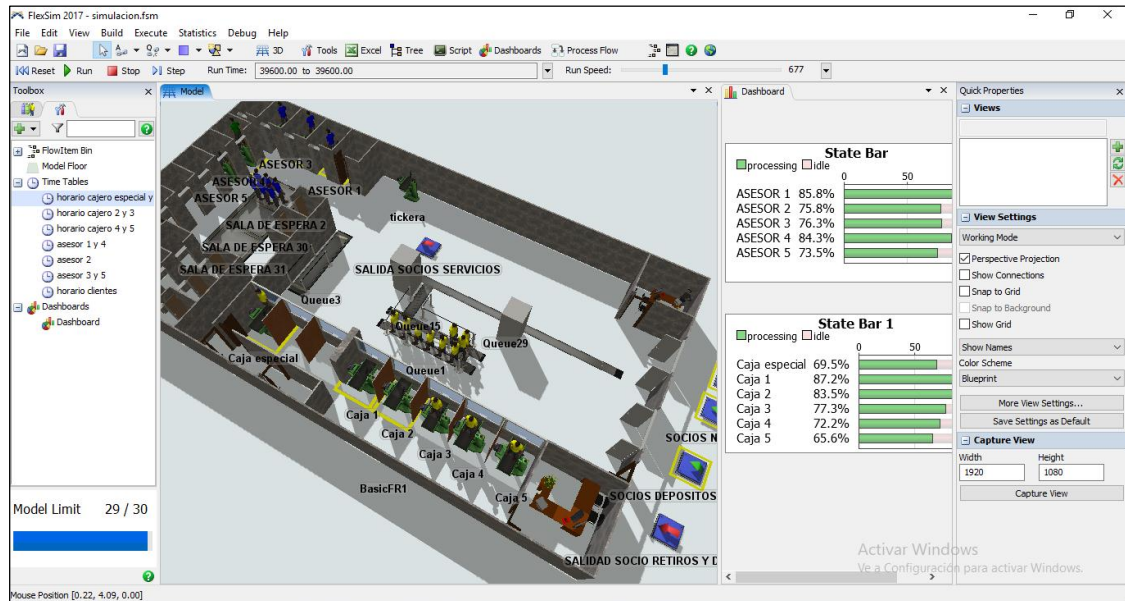 FlexSim 2017 - simulacion.fsm
File Edit View Build Execute Statistics Debug Help
3D Tools Excel Tree Script Dashboards Process Flow
Reset Run Stop Step Run Time: 39600.00 to 39600.00 Run Speed: 677
Toolbox
FlowItem Bin
Model Floor
Time Tables
horario cajero especial y
horario cajero 2 y 3
horario cajero 4 y 5
asesor 1 y 4
asesor 2
asesor 3 y 5
horario clientes
Dashboards
Dashboard
Model Limit 29 / 30
Model
ASESOR 3
ASESOR 1
ASESOR 5
tickera
SALA DE ESPERA 2
SALA DE ESPERA 30
SALA DE ESPERA 31
SALIDA SOCIOS SERVICIOS
Queue3
Queue15
Queue29
Caja especial
Queue1
Caja 1
Caja 2
Caja 3
Caja 4
Caja 5
BasicFR1
SOCIOS N
SOCIOS DEPOSITOS
SALIDAD SOCIO RETIROS Y D
Dashboard
State Bar
processing idle
0 50
ASESOR 1 85.8%
ASESOR 2 75.8%
ASESOR 3 76.3%
ASESOR 4 84.3%
ASESOR 5 73.5%
State Bar 1
processing idle
0 50
Caja especial 69.5%
Caja 1 87.2%
Caja 2 83.5%
Caja 3 77.3%
Caja 4 72.2%
Caja 5 65.6%
Quick Properties
Views
View Settings
Working Mode
Perspective Projection
Show Connections
Snap to Grid
Snap to Background
Show Grid
Show Names
Color Scheme
Blueprint
More View Settings...
Save Settings as Default
Capture View
Width Height
1920 1080
Capture View
Activar Windows
Ve a Configuración para activar Windows.
Mouse Position [0.22, 4.09, 0.00]